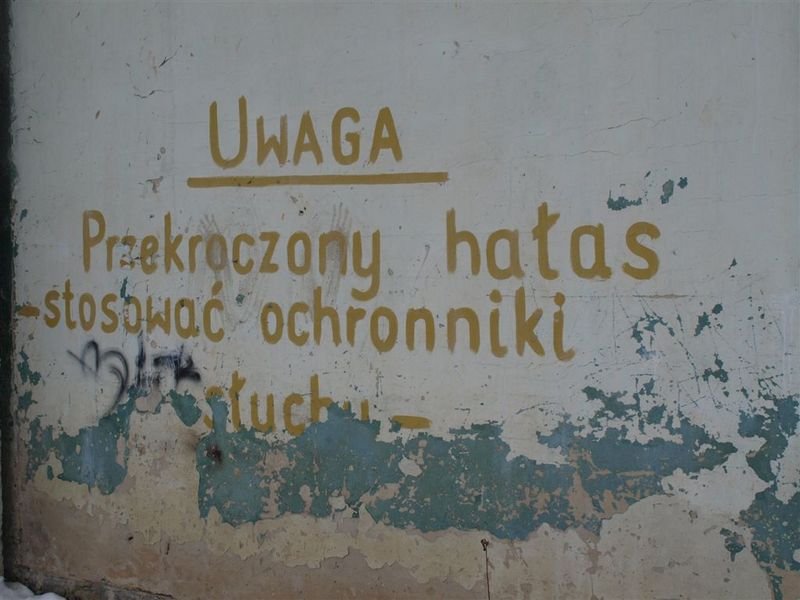 UWAGA
Przekroczony hałas
-stosować ochronniki
słuchu -